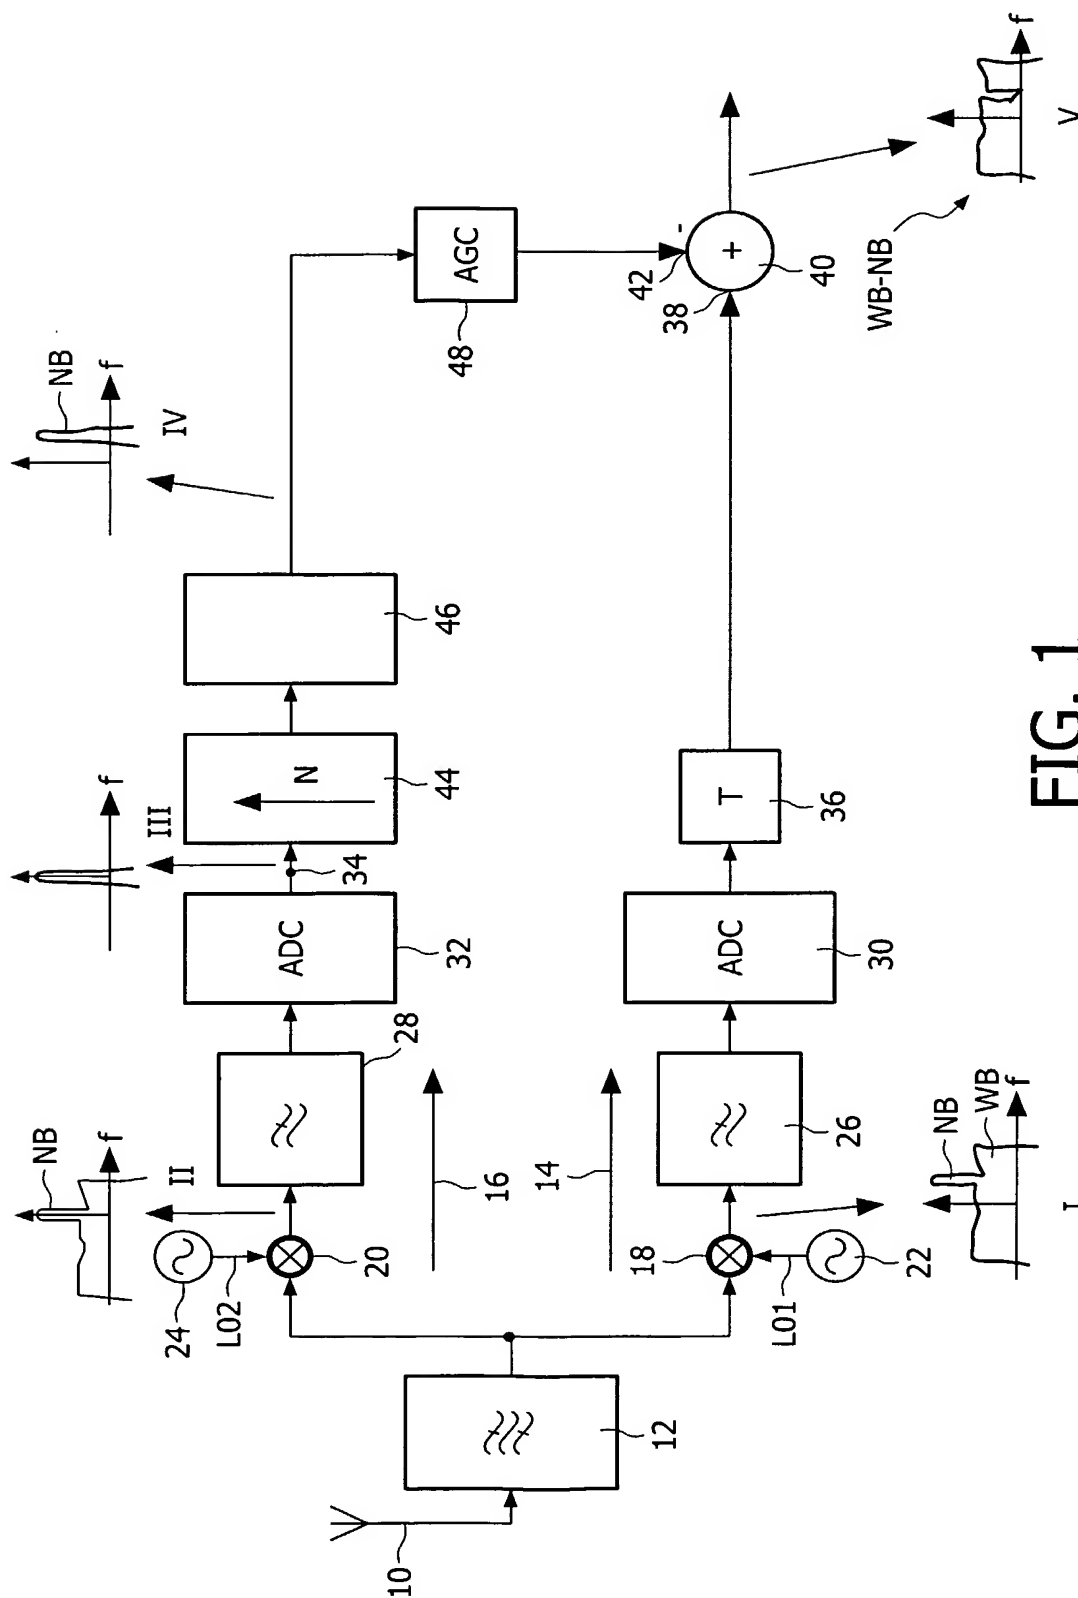 NB
f
II
24
L02
20
28
16
III
f
ADC
32
34
N
44
46
NB
f
IV
AGC
48
42
-
38
+
40
WB-NB
V
f
10
12
14
18
L01
22
26
ADC
30
T
36
NB
WB
f
I
FIG. 1